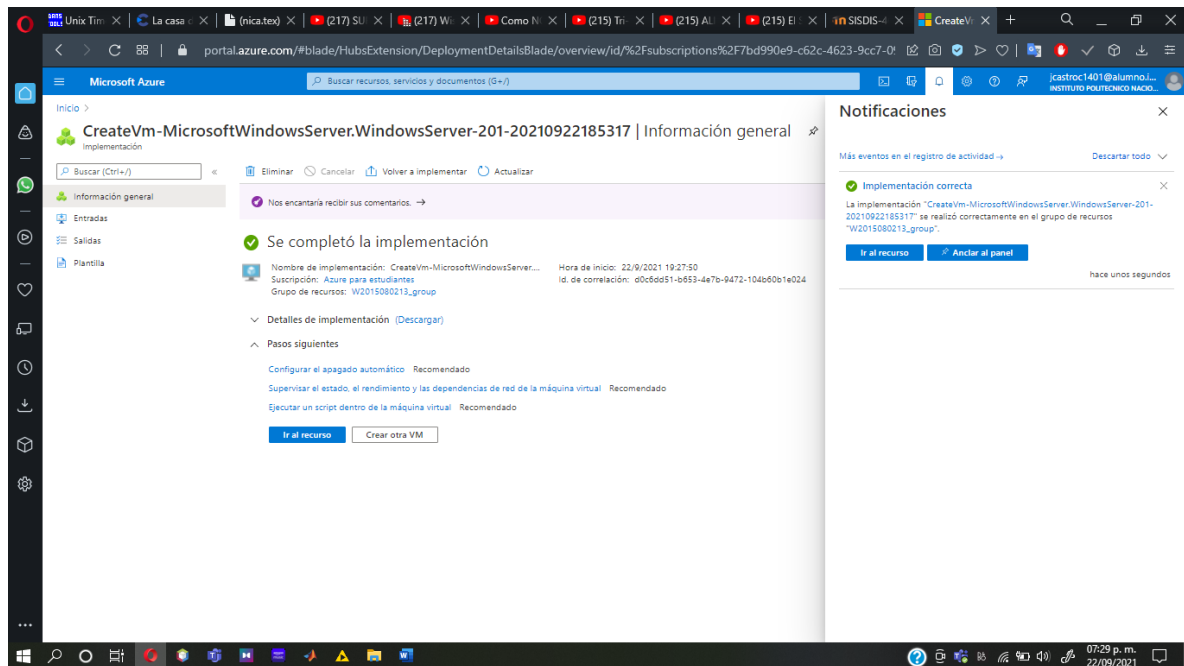 Unix Tim
La casa d
(nica.tex)
(217) SUI
(217) Wi
Como N
(215) Tri
(215) ALI
(215) El S
SISDIS-4
CreateV
portal.azure.com/#blade/HubsExtension/DeploymentDetailsBlade/overview/id/%2Fsubscriptions%2F7bd990e9-c62c-4623-9cc7-0
Microsoft Azure
Buscar recursos, servicios y documentos (G+/)
jcastroc1401@alumno.i...
INSTITUTO POLITECNICO NACIO...
Inicio >
CreateVm-MicrosoftWindowsServer.WindowsServer-201-20210922185317 | Información general
Implementación
Buscar (Ctrl+/)
«
Información general
Entradas
Salidas
Plantilla
Eliminar
Cancelar
Volver a implementar
Actualizar
Nos encantaría recibir sus comentarios. →
Se completó la implementación
Nombre de implementación: CreateVm-MicrosoftWindowsServer....
Suscripción: Azure para estudiantes
Grupo de recursos: W2015080213_group
Hora de inicio: 22/9/2021 19:27:50
Id. de correlación: d0c6dd51-b653-4e7b-9472-104b60b1e024
Detalles de implementación (Descargar)
Pasos siguientes
Configurar el apagado automático Recomendado
Supervisar el estado, el rendimiento y las dependencias de red de la máquina virtual Recomendado
Ejecutar un script dentro de la máquina virtual Recomendado
Ir al recurso
Crear otra VM
Notificaciones
Más eventos en el registro de actividad →
Descartar todo
Implementación correcta
La implementación "CreateVm-MicrosoftWindowsServer.WindowsServer-201-
20210922185317" se realizó correctamente en el grupo de recursos
"W2015080213_group".
Ir al recurso
Anclar al panel
hace unos segundos
07:29 p. m.
22/09/2021